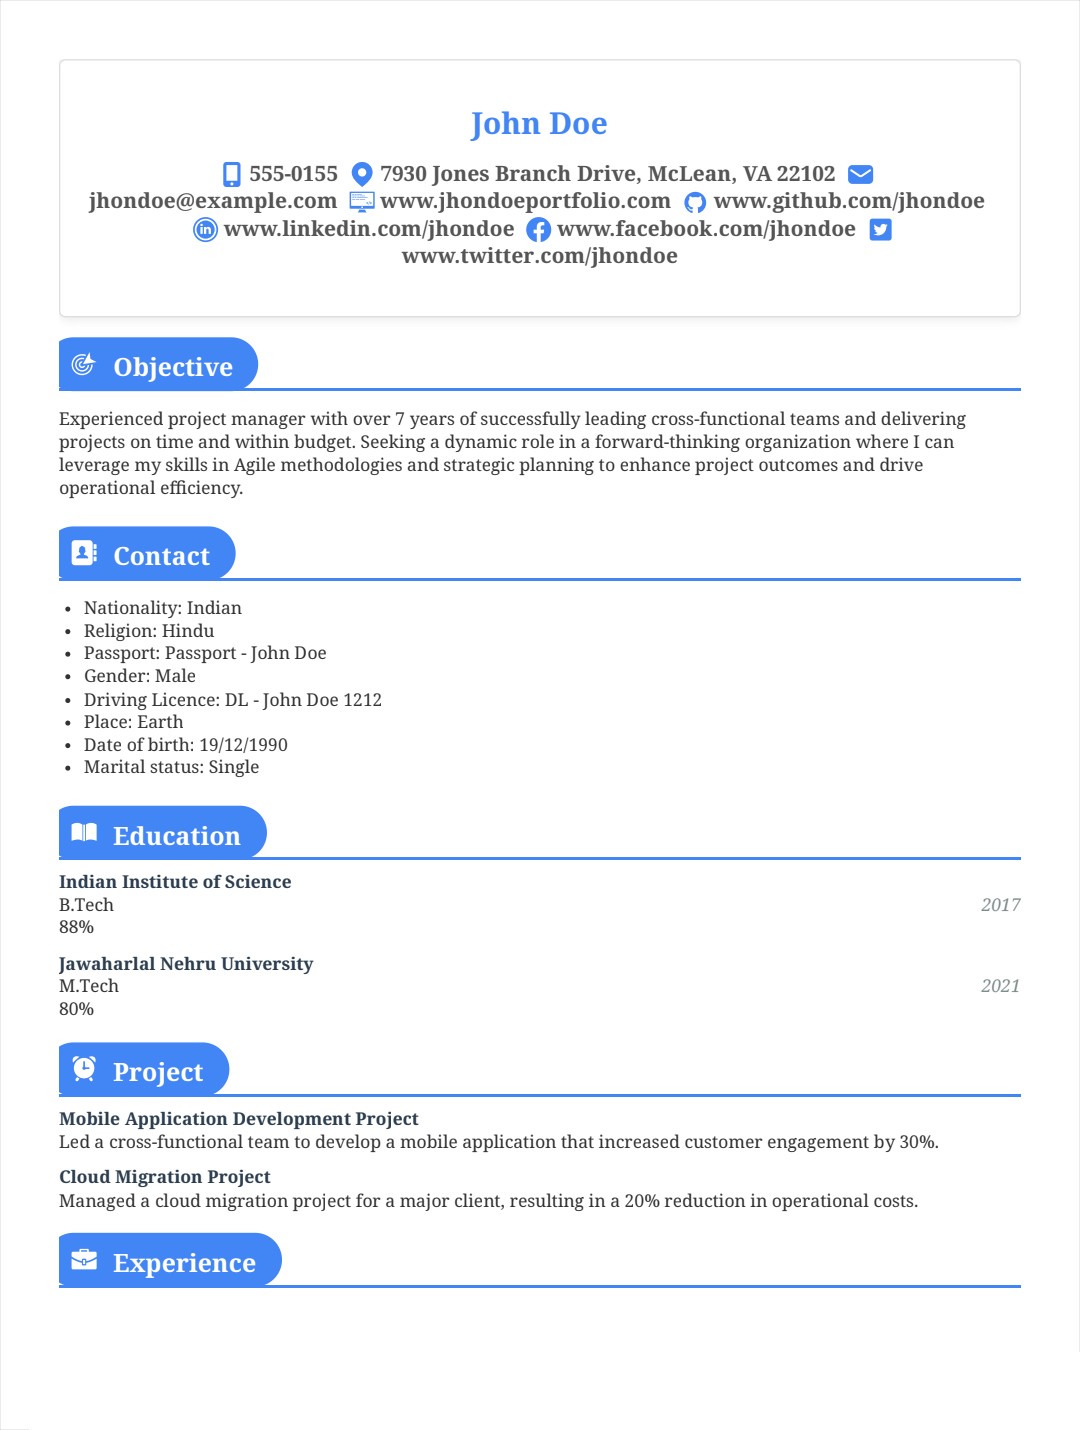 John Doe
555-0155 7930 Jones Branch Drive, McLean, VA 22102
jhondoe@example.com www.jhondoeportfolio.com www.github.com/jhondoe
www.linkedin.com/jhondoe www.facebook.com/jhondoe
www.twitter.com/jhondoe
Objective
Experienced project manager with over 7 years of successfully leading cross-functional teams and delivering
projects on time and within budget. Seeking a dynamic role in a forward-thinking organization where I can
leverage my skills in Agile methodologies and strategic planning to enhance project outcomes and drive
operational efficiency.
Contact
• Nationality: Indian
• Religion: Hindu
• Passport: Passport - John Doe
• Gender: Male
• Driving Licence: DL - John Doe 1212
• Place: Earth
• Date of birth: 19/12/1990
• Marital status: Single
Education
Indian Institute of Science
B.Tech 2017
88%
Jawaharlal Nehru University
M.Tech 2021
80%
Project
Mobile Application Development Project
Led a cross-functional team to develop a mobile application that increased customer engagement by 30%.
Cloud Migration Project
Managed a cloud migration project for a major client, resulting in a 20% reduction in operational costs.
Experience